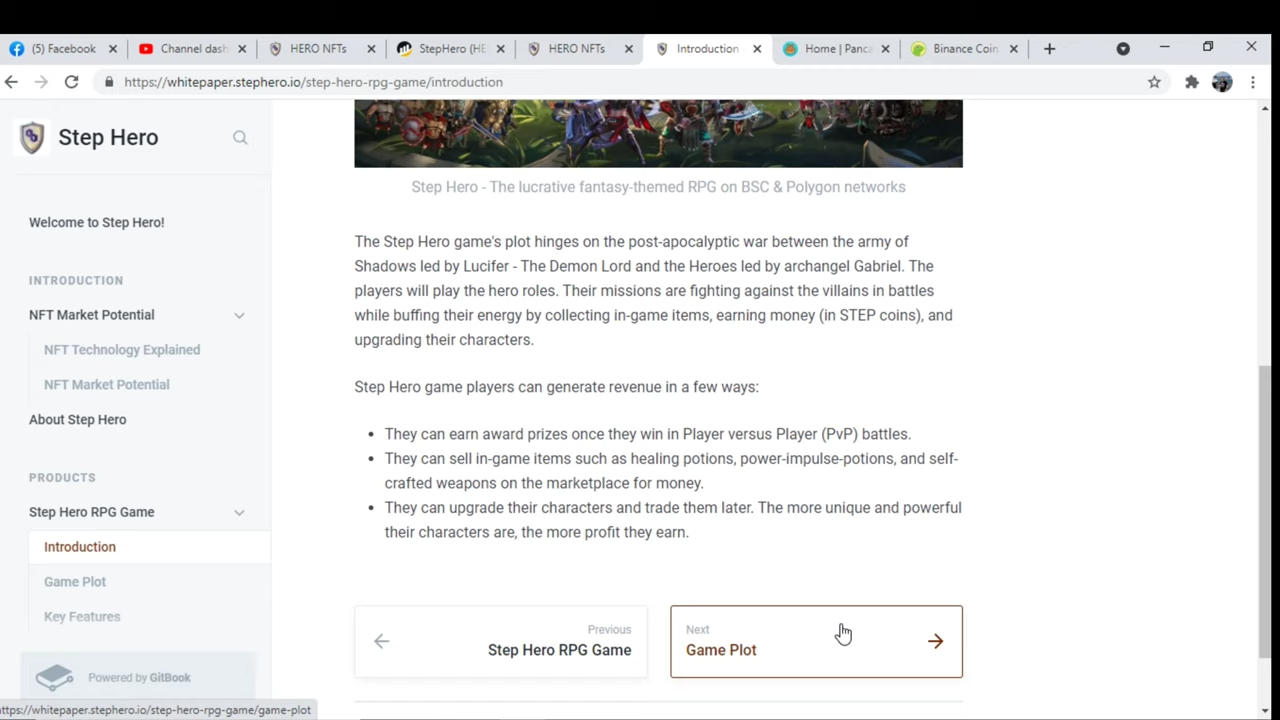 (5) Facebook
Channel dash
HERO NFTs
StepHero (HE
HERO NFTs
Introduction
Home | Panca
Binance Coin
https://whitepaper.stephero.io/step-hero-rpg-game/introduction
Step Hero
Welcome to Step Hero!
INTRODUCTION
NFT Market Potential
NFT Technology Explained
NFT Market Potential
About Step Hero
PRODUCTS
Step Hero RPG Game
Introduction
Game Plot
Key Features
Powered by GitBook
https://whitepaper.stephero.io/step-hero-rpg-game/game-plot
Step Hero - The lucrative fantasy-themed RPG on BSC & Polygon networks
The Step Hero game's plot hinges on the post-apocalyptic war between the army of
Shadows led by Lucifer - The Demon Lord and the Heroes led by archangel Gabriel. The
players will play the hero roles. Their missions are fighting against the villains in battles
while buffing their energy by collecting in-game items, earning money (in STEP coins), and
upgrading their characters.
Step Hero game players can generate revenue in a few ways:
• They can earn award prizes once they win in Player versus Player (PvP) battles.
• They can sell in-game items such as healing potions, power-impulse-potions, and self-
crafted weapons on the marketplace for money.
• They can upgrade their characters and trade them later. The more unique and powerful
their characters are, the more profit they earn.
Previous
Step Hero RPG Game
Next
Game Plot